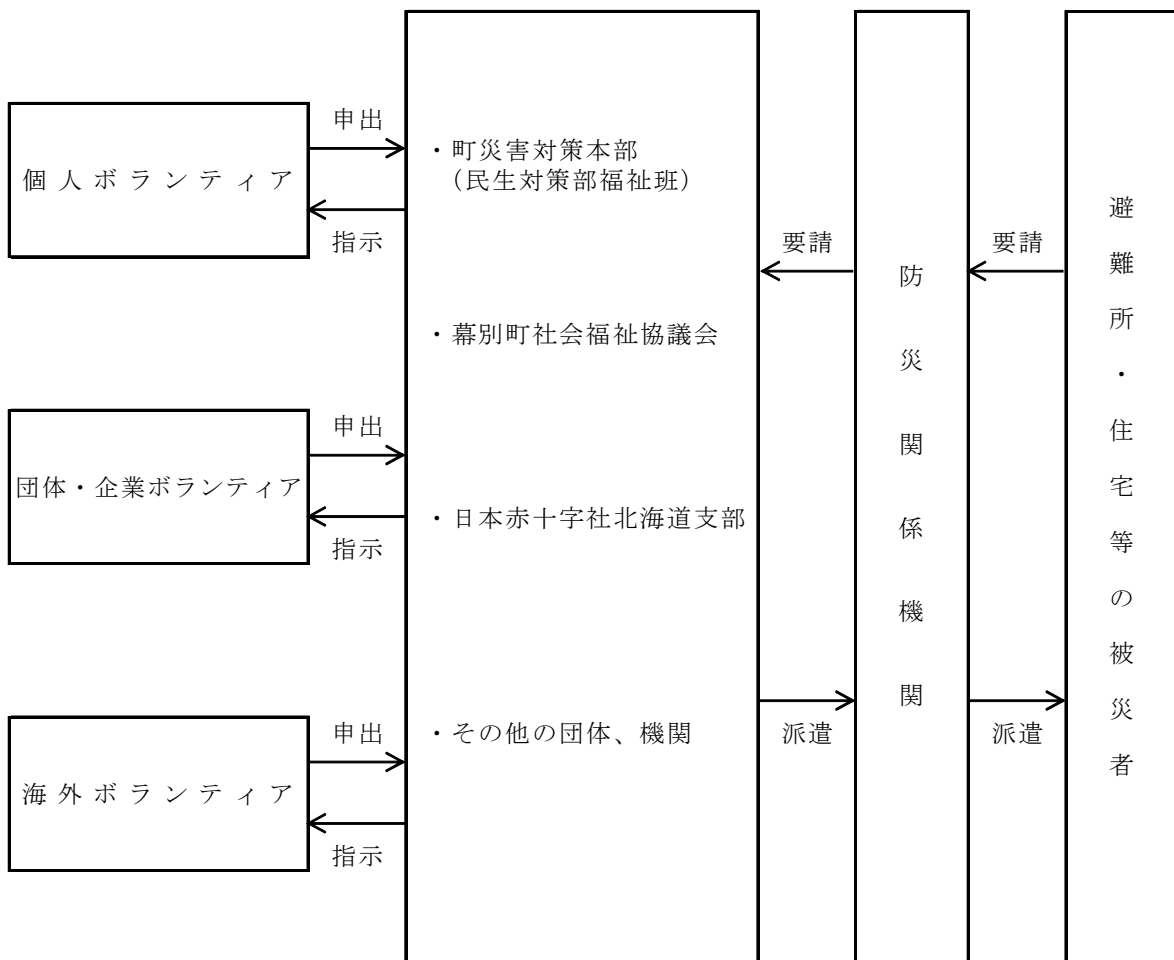 個人ボランティア
申出
指示
団体・企業ボランティア
申出
指示
海外ボランティア
申出
指示
・町災害対策本部
（民生対策部福祉班）
・幕別町社会福祉協議会
・日本赤十字社北海道支部
・その他の団体、機関
要請
派遣
防災関係機関
要請
派遣
避難所・住宅等の被災者